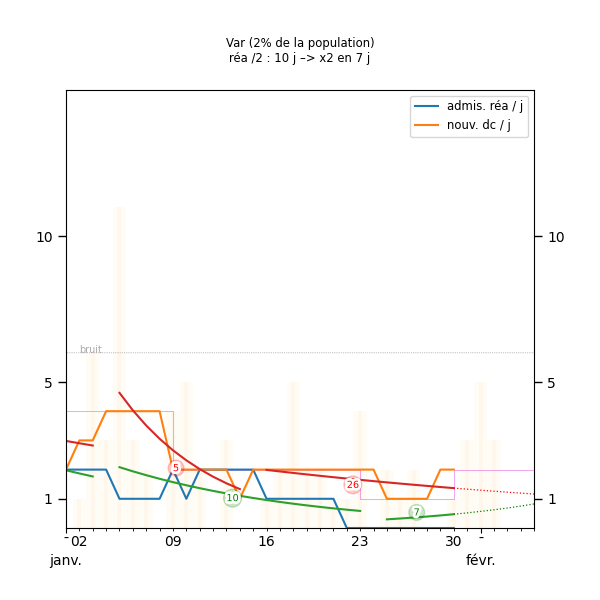 Var (2% de la population)
réa /2 : 10 j –> x2 en 7 j
admis. réa / j
nouv. dc / j
10 10
bruit
5 5
5
26
10
7
1 1
02 09 16 23 30
janv. févr.